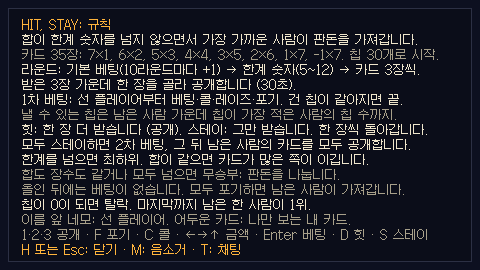 HIT, STAY: 규칙
합이 한계 숫자를 넘지 않으면서 가장 가까운 사람이 판돈을 가져갑니다.
카드 35장: 7×1, 6×2, 5×3, 4×4, 3×5, 2×6, 1×7, -1×7. 칩 30개로 시작.
라운드: 기본 베팅(10라운드마다 +1) → 한계 숫자(5~12) → 카드 3장씩.
받은 3장 가운데 한 장을 골라 공개합니다 (30초).
1차 베팅: 선 플레이어부터 베팅·콜·레이즈·포기. 건 칩이 같아지면 끝.
낼 수 있는 칩은 남은 사람 가운데 칩이 가장 적은 사람의 칩 수까지.
힛: 한 장 더 받습니다 (공개). 스테이: 그만 받습니다. 한 장씩 돌아갑니다.
모두 스테이하면 2차 베팅, 그 뒤 남은 사람의 카드를 모두 공개합니다.
한계를 넘으면 최하위. 합이 같으면 카드가 많은 쪽이 이깁니다.
합도 장수도 같거나 모두 넘으면 무승부: 판돈을 나눕니다.
올인 뒤에는 베팅이 없습니다. 모두 포기하면 남은 사람이 가져갑니다.
칩이 0이 되면 탈락. 마지막까지 남은 한 사람이 1위.
이름 앞 네모: 선 플레이어. 어두운 카드: 나만 보는 내 카드.
1·2·3 공개 · F 포기 · C 콜 · ←→↑ 금액 · Enter 베팅 · D 힛 · S 스테이
H 또는 Esc: 닫기 · M: 음소거 · T: 채팅